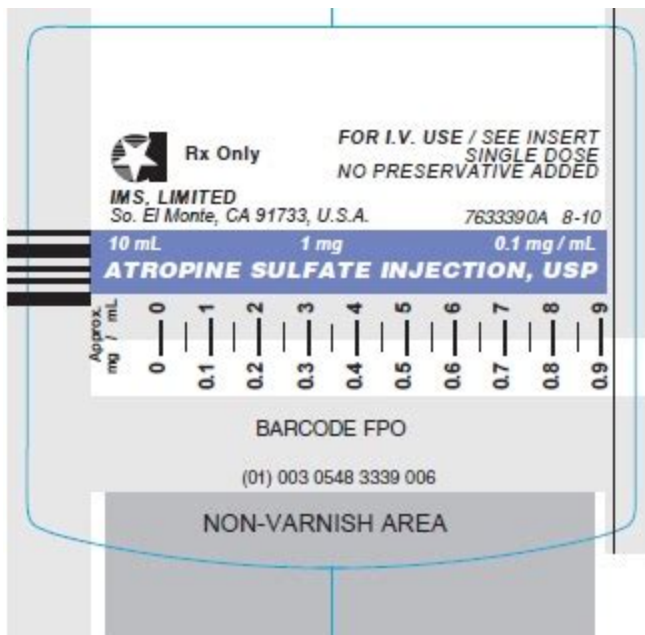 Rx Only
FOR I.V. USE / SEE INSERT
SINGLE DOSE
NO PRESERVATIVE ADDED
IMS, LIMITED
So. El Monte, CA 91733, U.S.A.
7633390A 8-10
10 mL 1 mg 0.1 mg / mL
ATROPINE SULFATE INJECTION, USP
Approx.
mg / mL
0 1 2 3 4 5 6 7 8 9
0 0.1 0.2 0.3 0.4 0.5 0.6 0.7 0.8 0.9
BARCODE FPO
(01) 003 0548 3339 006
NON-VARNISH AREA